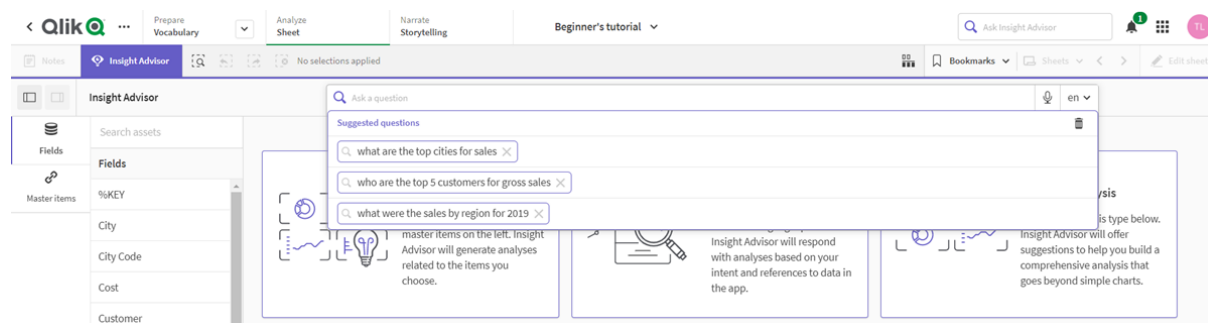 Qlik
Prepare
Vocabulary
Analyze
Sheet
Narrate
Storytelling
Beginner's tutorial
Ask Insight Advisor
1
TL
Notes
Insight Advisor
No selections applied
Bookmarks
Sheets
Edit sheet
Insight Advisor
Ask a question
en
Suggested questions
what are the top cities for sales
who are the top 5 customers for gross sales
what were the sales by region for 2019
Fields
Master items
Search assets
Fields
%KEY
City
City Code
Cost
Customer
master items on the left. Insight
Advisor will generate analyses
related to the items you
choose.
Insight Advisor will respond
with analyses based on your
intent and references to data in
the app.
is type below.
Insight Advisor will offer
suggestions to help you build a
comprehensive analysis that
goes beyond simple charts.